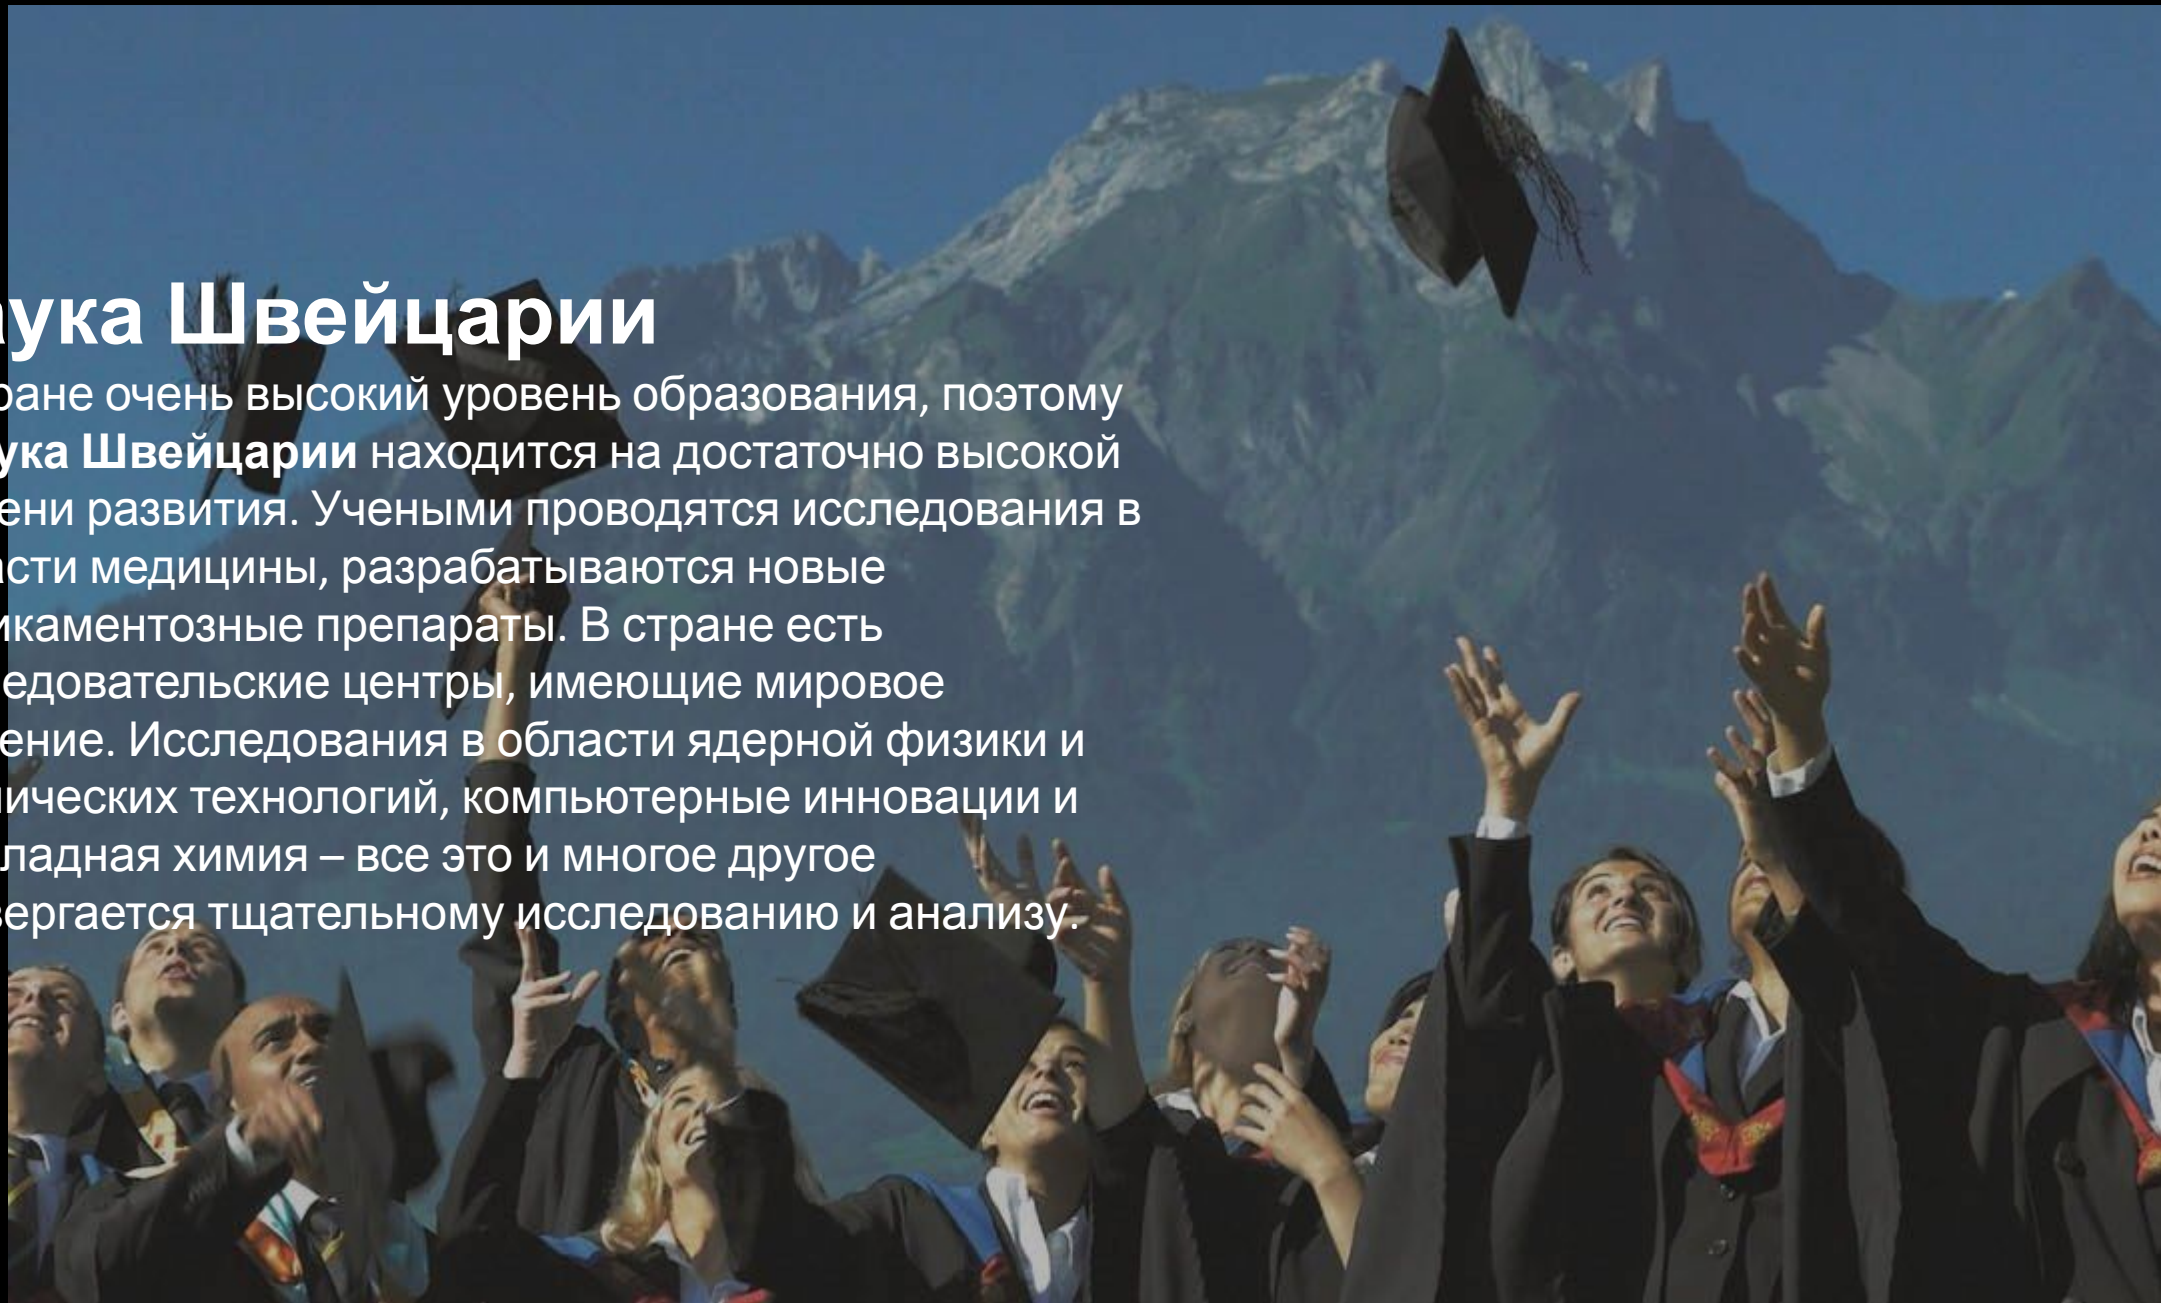 ука Швейцарии
ране очень высокий уровень образования, поэтому
ука Швейцарии находится на достаточно высокой
ени развития. Учеными проводятся исследования в
сти медицины, разрабатываются новые
икаментозные препараты. В стране есть
едовательские центры, имеющие мировое
ение. Исследования в области ядерной физики и
ических технологий, компьютерные инновации и
ладная химия – все это и многое другое
вергается тщательному исследованию и анализу.